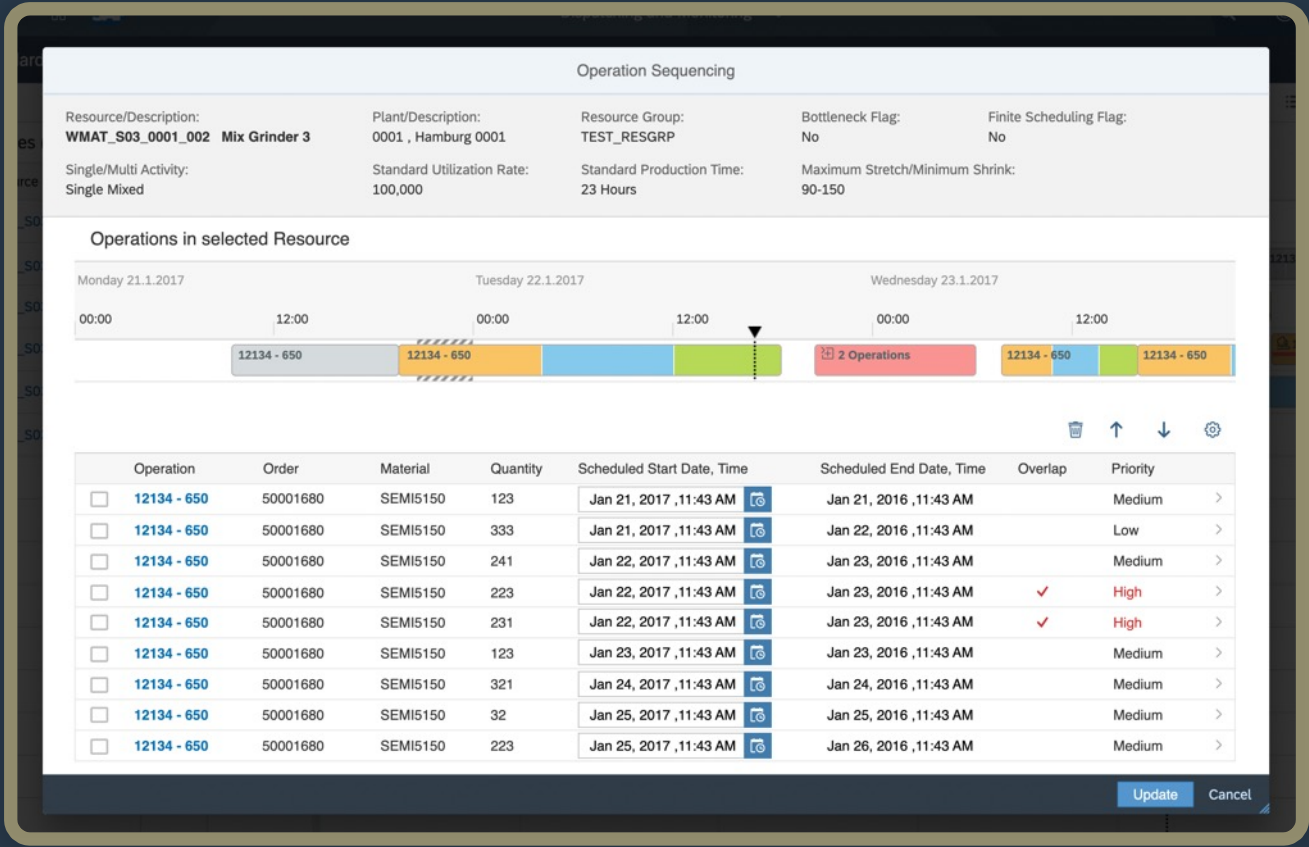 Operation Sequencing
Resource/Description: Plant/Description: Resource Group: Bottleneck Flag: Finite Scheduling Flag:
WMAT_S03_0001_002 Mix Grinder 3 0001 , Hamburg 0001 TEST_RESGRP No No
Single/Multi Activity: Standard Utilization Rate: Standard Production Time: Maximum Stretch/Minimum Shrink:
Single Mixed 100,000 23 Hours 90-150
Operations in selected Resource
Monday 21.1.2017 Tuesday 22.1.2017 Wednesday 23.1.2017
00:00 12:00 00:00 12:00 00:00 12:00
12134 - 650 12134 - 650 2 Operations 12134 - 650 12134 - 650
Operation Order Material Quantity Scheduled Start Date, Time Scheduled End Date, Time Overlap Priority
12134 - 650 50001680 SEMI5150 123 Jan 21, 2017 ,11:43 AM Jan 21, 2016 ,11:43 AM Medium
12134 - 650 50001680 SEMI5150 333 Jan 21, 2017 ,11:43 AM Jan 22, 2016 ,11:43 AM Low
12134 - 650 50001680 SEMI5150 241 Jan 22, 2017 ,11:43 AM Jan 23, 2016 ,11:43 AM Medium
12134 - 650 50001680 SEMI5150 223 Jan 22, 2017 ,11:43 AM Jan 23, 2016 ,11:43 AM High
12134 - 650 50001680 SEMI5150 231 Jan 22, 2017 ,11:43 AM Jan 23, 2016 ,11:43 AM High
12134 - 650 50001680 SEMI5150 123 Jan 23, 2017 ,11:43 AM Jan 23, 2016 ,11:43 AM Medium
12134 - 650 50001680 SEMI5150 321 Jan 24, 2017 ,11:43 AM Jan 24, 2016 ,11:43 AM Medium
12134 - 650 50001680 SEMI5150 32 Jan 25, 2017 ,11:43 AM Jan 25, 2016 ,11:43 AM Medium
12134 - 650 50001680 SEMI5150 223 Jan 25, 2017 ,11:43 AM Jan 26, 2016 ,11:43 AM Medium
Update Cancel